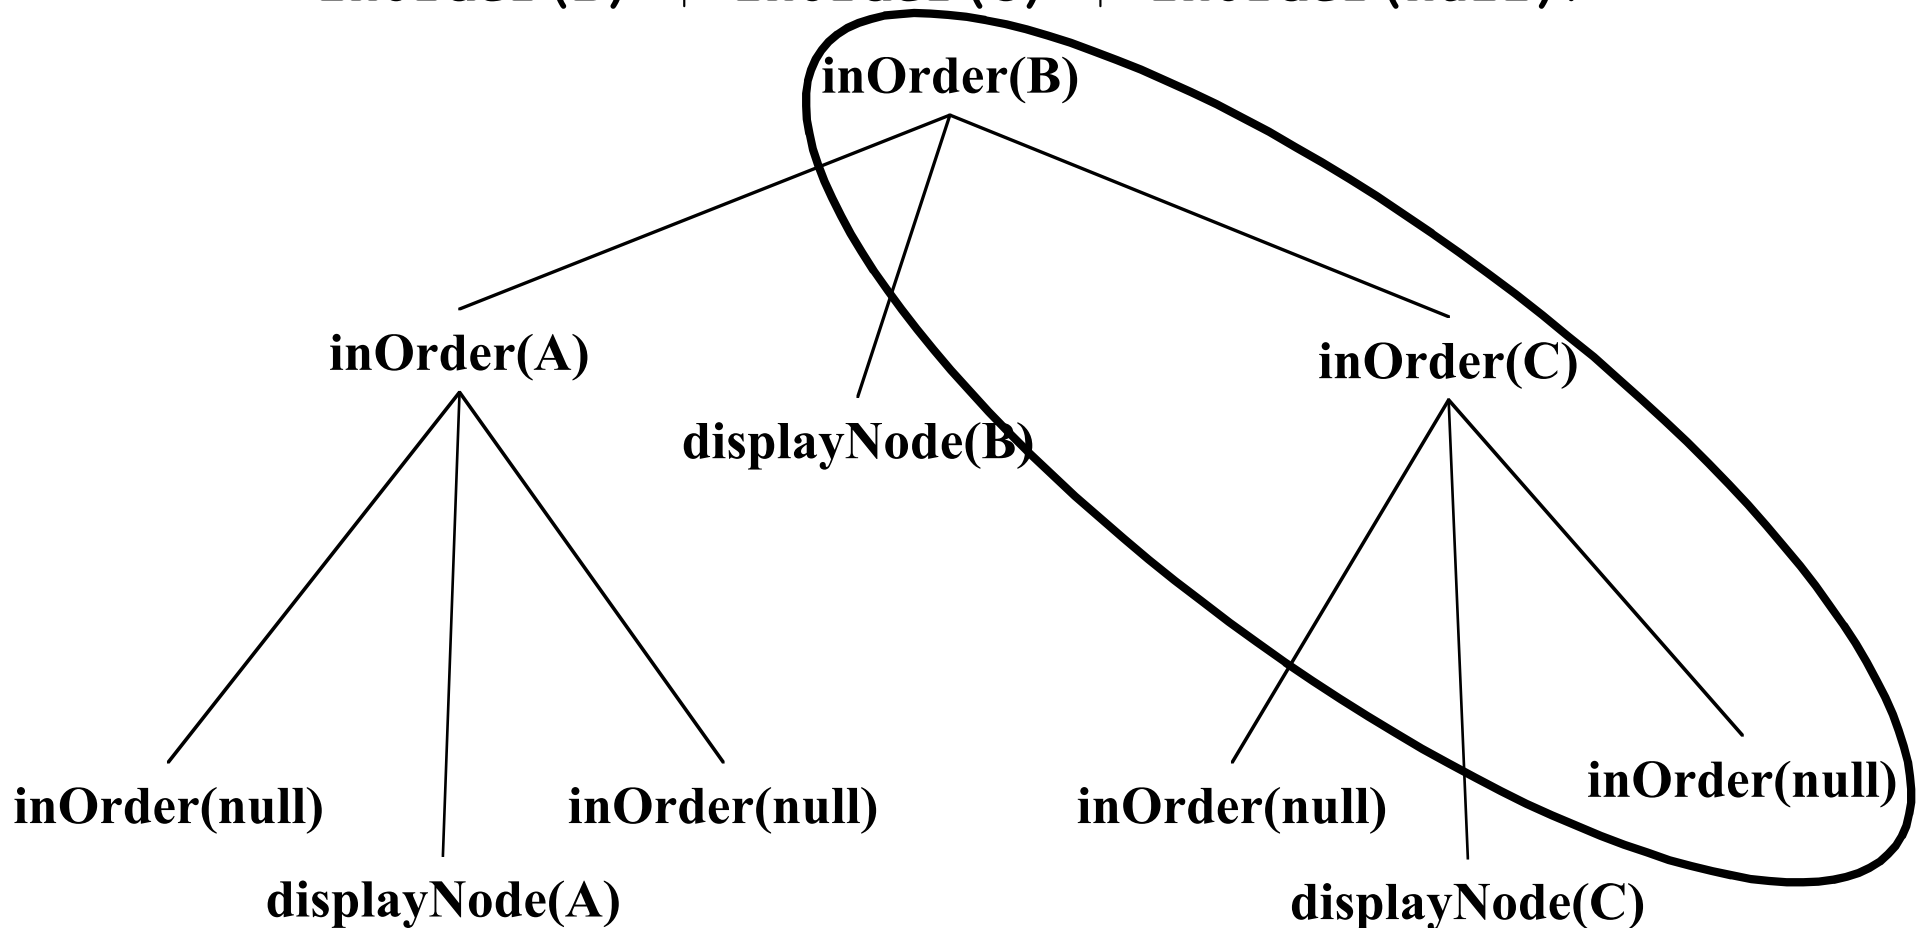 inOrder(B)
inOrder(A)
inOrder(C)
displayNode(B)
inOrder(null)
inOrder(null)
inOrder(null)
inOrder(null)
displayNode(A)
displayNode(C)